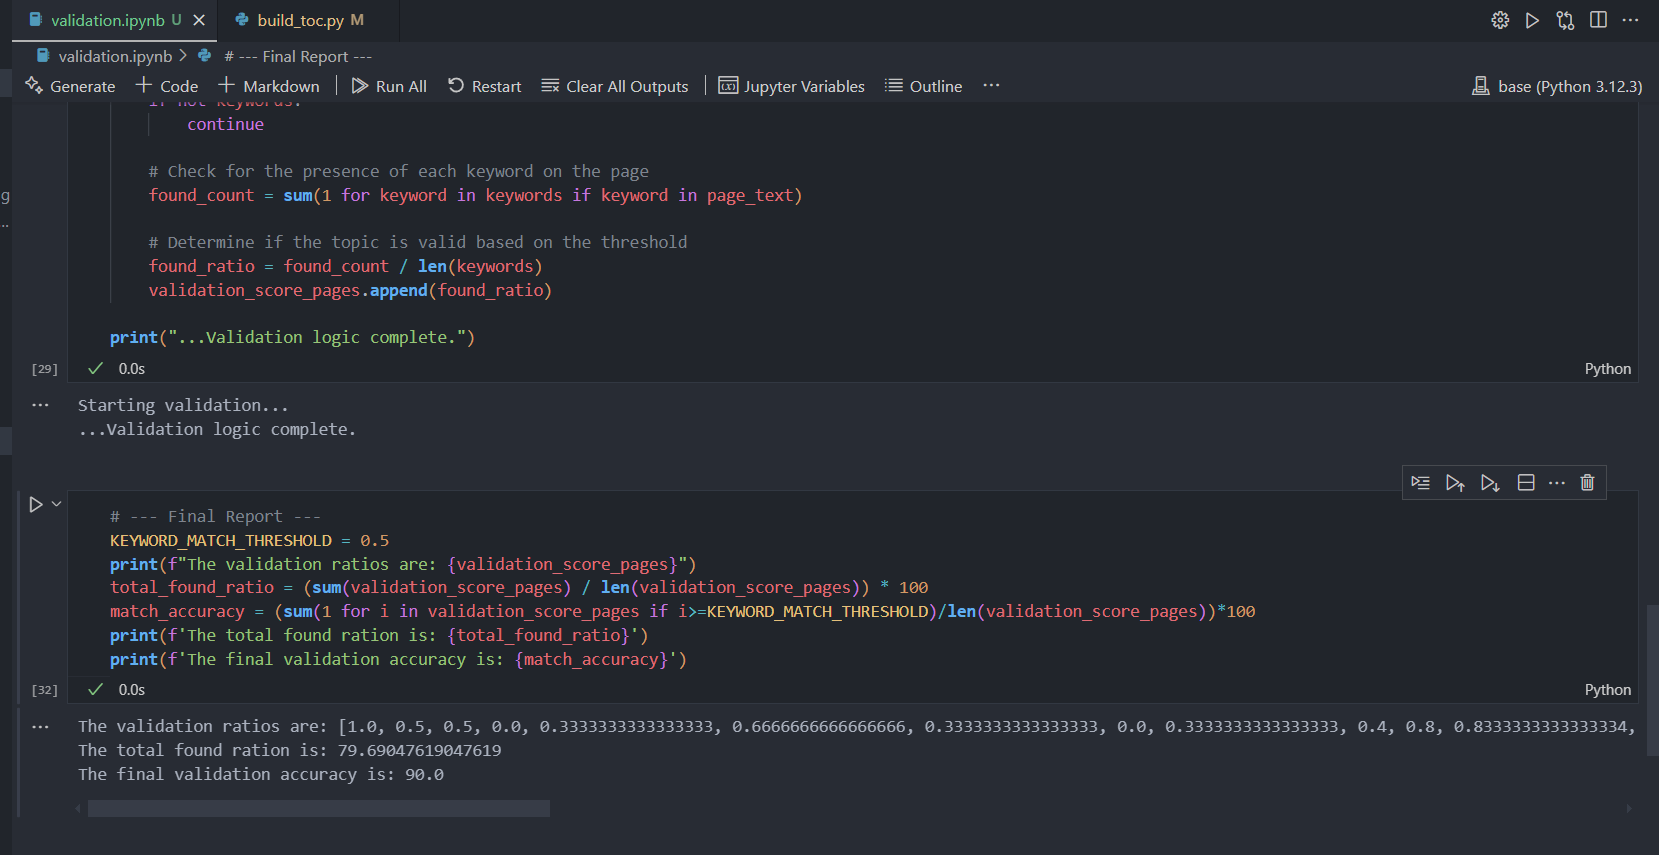 validation.ipynb U
build_toc.py M
validation.ipynb > # --- Final Report ---
Generate + Code + Markdown Run All Restart Clear All Outputs Jupyter Variables Outline ...
base (Python 3.12.3)
if not keywords:
continue
# Check for the presence of each keyword on the page
found_count = sum(1 for keyword in keywords if keyword in page_text)
# Determine if the topic is valid based on the threshold
found_ratio = found_count / len(keywords)
validation_score_pages.append(found_ratio)
print("...Validation logic complete.")
[29] 0.0s Python
Starting validation...
...Validation logic complete.
# --- Final Report ---
KEYWORD_MATCH_THRESHOLD = 0.5
print(f"The validation ratios are: {validation_score_pages}")
total_found_ratio = (sum(validation_score_pages) / len(validation_score_pages)) * 100
match_accuracy = (sum(1 for i in validation_score_pages if i>=KEYWORD_MATCH_THRESHOLD)/len(validation_score_pages))*100
print(f'The total found ration is: {total_found_ratio}')
print(f'The final validation accuracy is: {match_accuracy}')
[32] 0.0s Python
The validation ratios are: [1.0, 0.5, 0.5, 0.0, 0.3333333333333333, 0.6666666666666666, 0.3333333333333333, 0.0, 0.3333333333333333, 0.4, 0.8, 0.8333333333333334,
The total found ration is: 79.69047619047619
The final validation accuracy is: 90.0